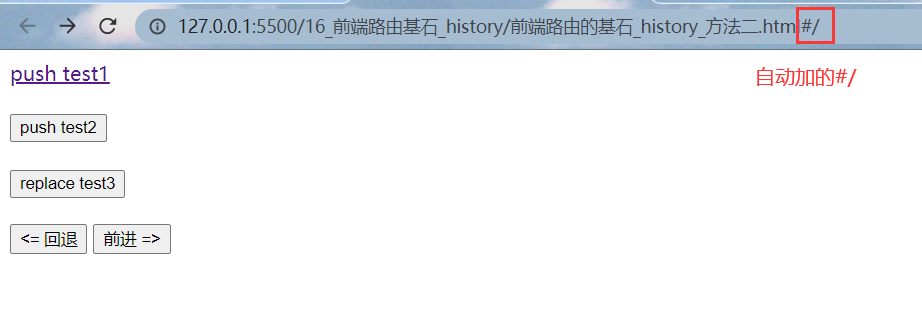 127.0.0.1:5500/16_前端路由基石_history/前端路由的基石_history_方法二.html#/
自动加的#/
push test1
push test2
replace test3
<= 回退 前进 =>